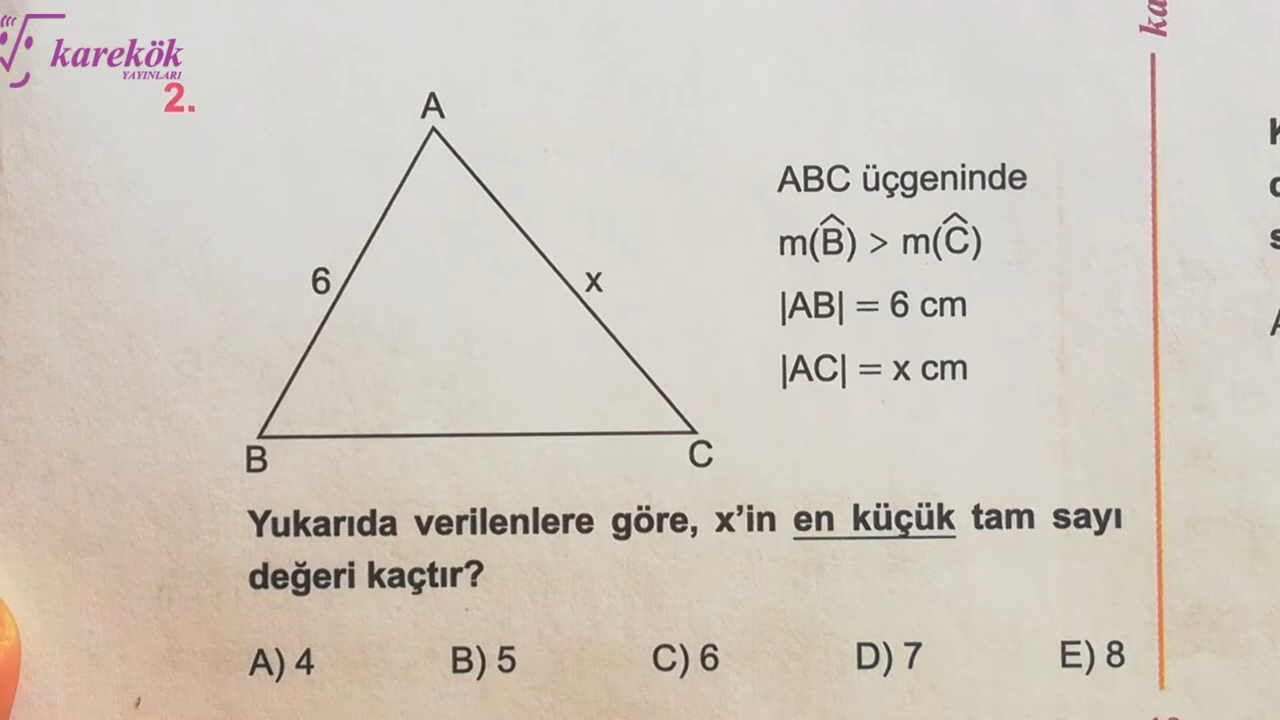 karekök
YAYINLARI
2.
A
6
x
B
C
ABC üçgeninde
m(B̂) > m(Ĉ)
|AB| = 6 cm
|AC| = x cm
Yukarıda verilenlere göre, x’in en küçük tam sayı
değeri kaçtır?
A) 4 B) 5 C) 6 D) 7 E) 8
ka